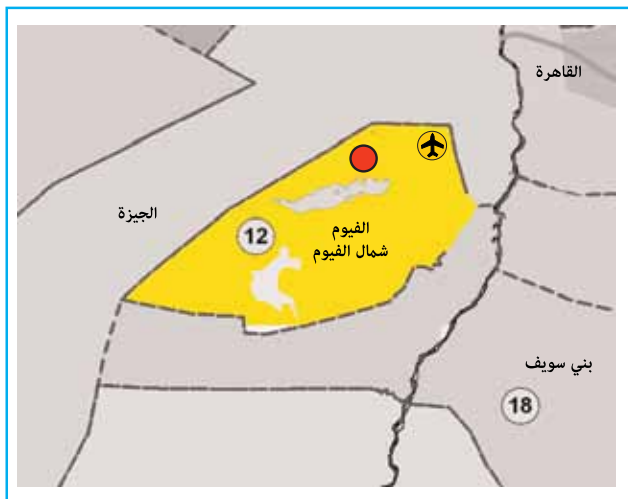 القاهرة
الجيزة
12
الفيوم
شمال الفيوم
بني سويف
18